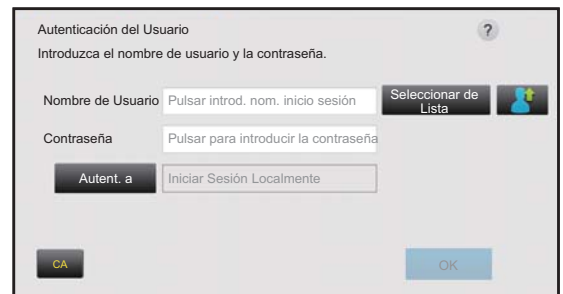 Autenticación del Usuario
?
Introduzca el nombre de usuario y la contraseña.
Nombre de Usuario Pulsar introd. nom. inicio sesión Seleccionar de
Lista
Contraseña Pulsar para introducir la contraseña
Autent. a Iniciar Sesión Localmente
CA OK